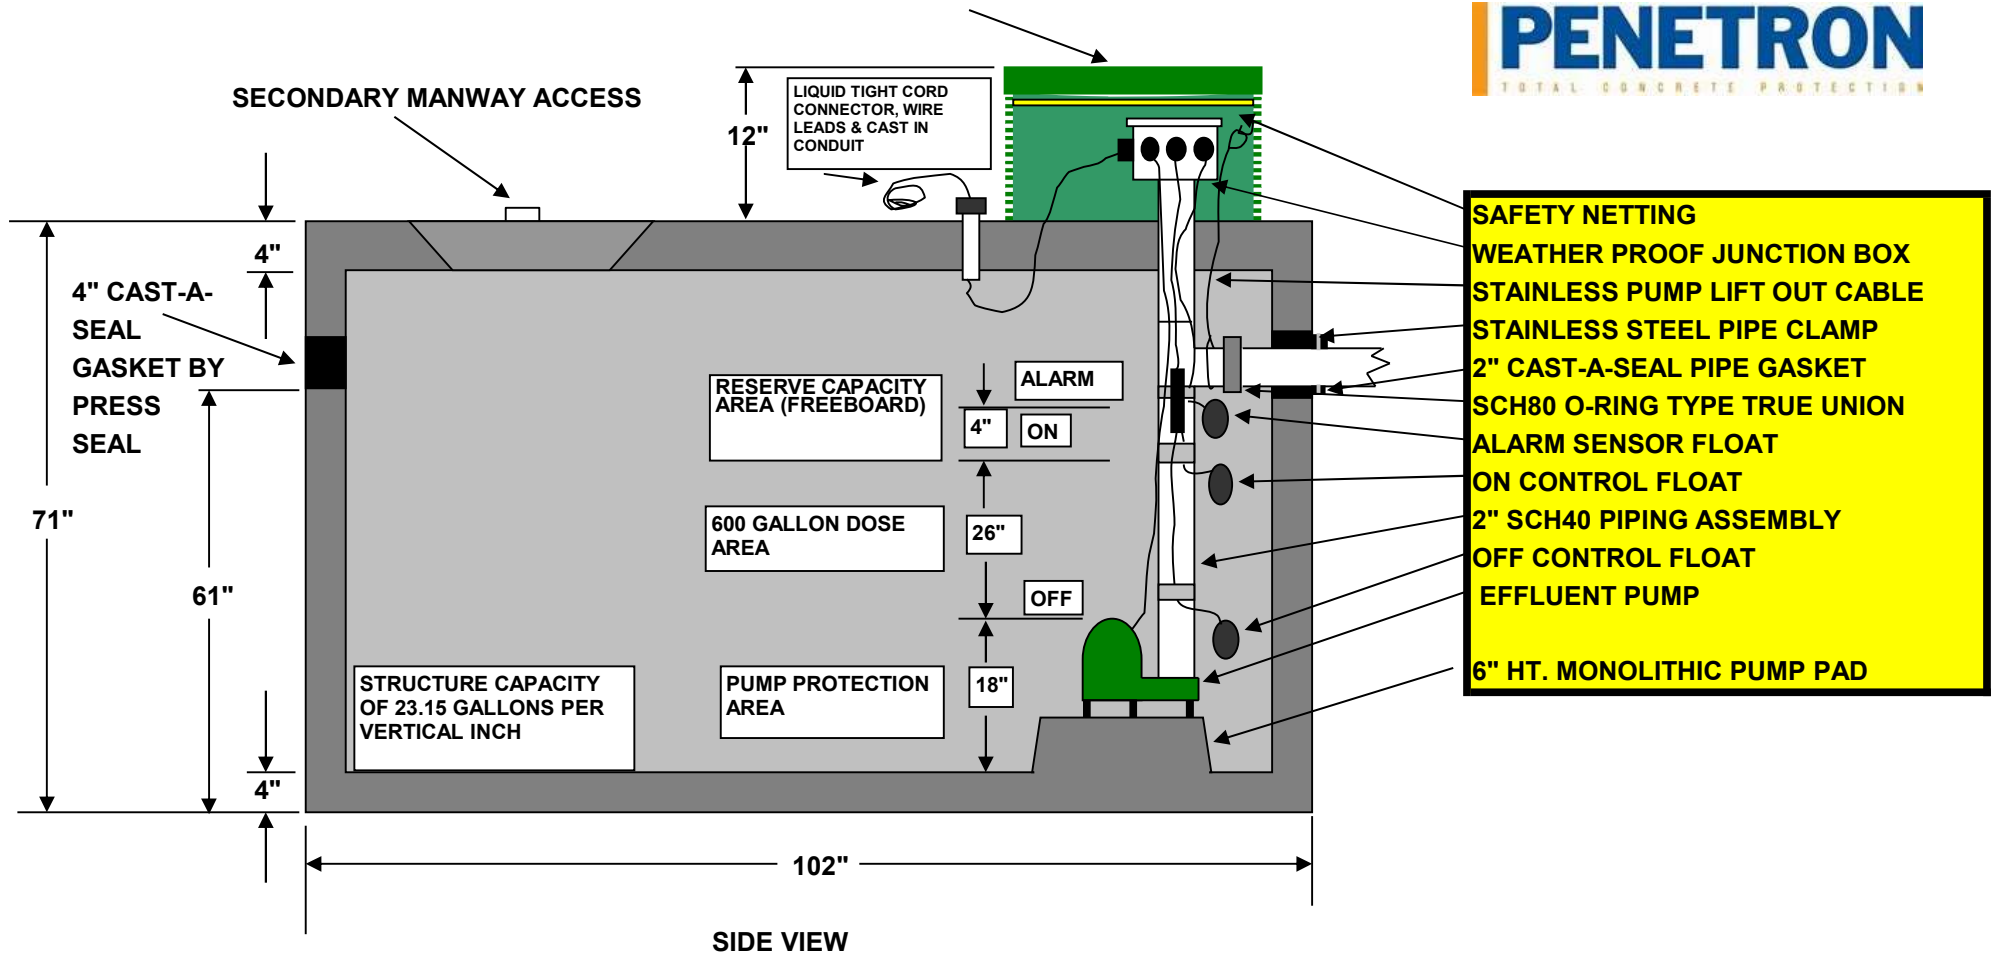 PENETRON
TOTAL CONCRETE PROTECTION
SECONDARY MANWAY ACCESS
12"
LIQUID TIGHT CORD
CONNECTOR, WIRE
LEADS & CAST IN
CONDUIT
4"
4" CAST-A-
SEAL
GASKET BY
PRESS
SEAL
71"
61"
4"
RESERVE CAPACITY
AREA (FREEBOARD)
ALARM
4"
ON
600 GALLON DOSE
AREA
26"
OFF
STRUCTURE CAPACITY
OF 23.15 GALLONS PER
VERTICAL INCH
PUMP PROTECTION
AREA
18"
SAFETY NETTING
WEATHER PROOF JUNCTION BOX
STAINLESS PUMP LIFT OUT CABLE
STAINLESS STEEL PIPE CLAMP
2" CAST-A-SEAL PIPE GASKET
SCH80 O-RING TYPE TRUE UNION
ALARM SENSOR FLOAT
ON CONTROL FLOAT
2" SCH40 PIPING ASSEMBLY
OFF CONTROL FLOAT
EFFLUENT PUMP
6" HT. MONOLITHIC PUMP PAD
102"
SIDE VIEW